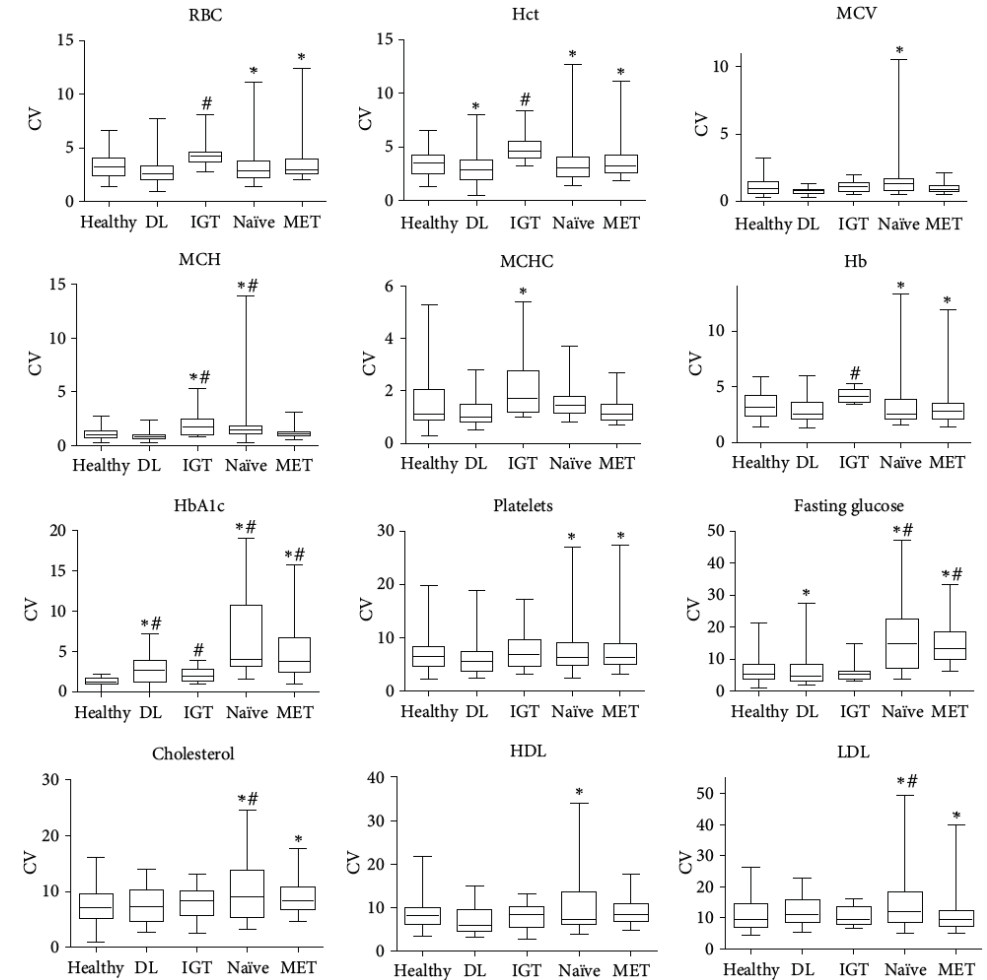 RBC
Hct
MCV
15
10
5
0
CV
#
*
*
Healthy DL IGT Naïve MET
15
10
5
0
CV
*
#
*
*
Healthy DL IGT Naïve MET
10
5
0
CV
*
Healthy DL IGT Naïve MET
MCH
MCHC
Hb
15
10
5
0
CV
*#
*#
Healthy DL IGT Naïve MET
6
4
2
0
CV
*
Healthy DL IGT Naïve MET
10
5
0
CV
#
*
*
Healthy DL IGT Naïve MET
HbA1c
Platelets
Fasting glucose
20
15
10
5
0
CV
*#
#
*#
*#
Healthy DL IGT Naïve MET
30
20
10
0
CV
*
*
Healthy DL IGT Naïve MET
50
40
30
20
10
0
CV
*
*#
*#
Healthy DL IGT Naïve MET
Cholesterol
HDL
LDL
30
20
10
0
CV
*#
*
Healthy DL IGT Naïve MET
40
30
20
10
0
CV
*
Healthy DL IGT Naïve MET
50
40
30
20
10
0
CV
*#
*
Healthy DL IGT Naïve MET